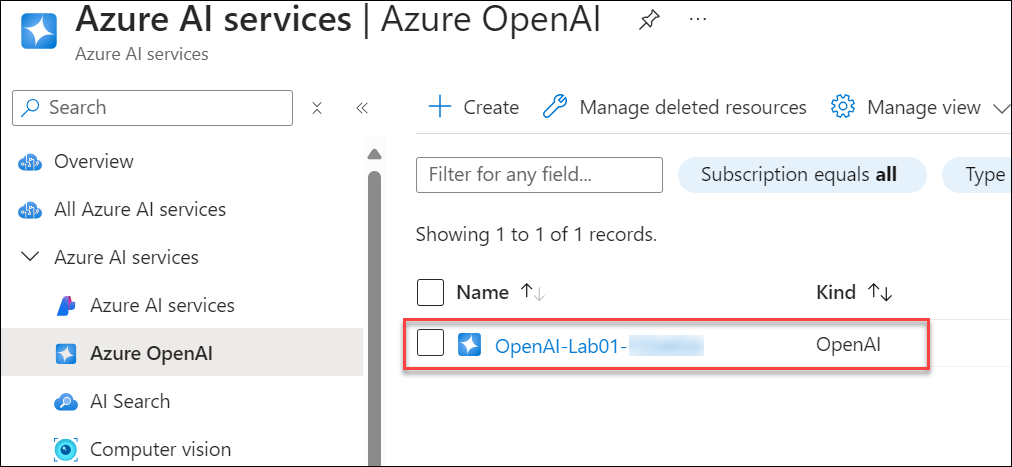 Azure AI services | Azure OpenAI
Azure AI services
Search
Create
Manage deleted resources
Manage view
Overview
All Azure AI services
Azure AI services
Azure AI services
Azure OpenAI
AI Search
Computer vision
Filter for any field...
Subscription equals all
Type
Showing 1 to 1 of 1 records.
Name
Kind
OpenAI-Lab01-
OpenAI